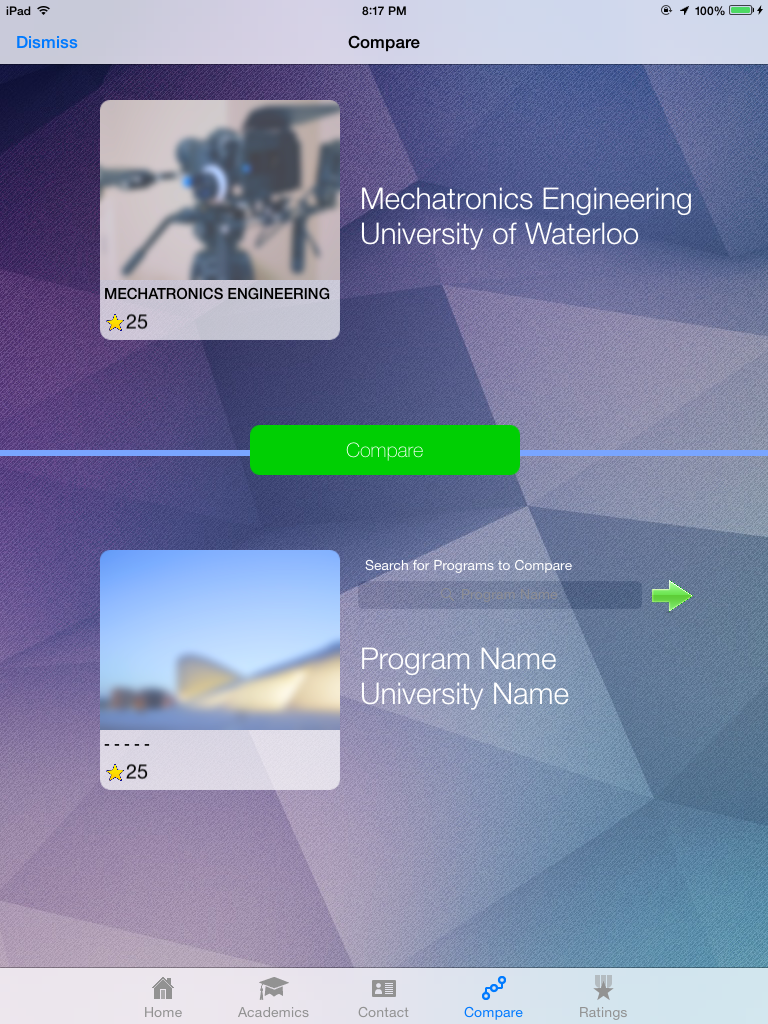 iPad
8:17 PM
100%
Dismiss
Compare
Mechatronics Engineering
University of Waterloo
MECHATRONICS ENGINEERING
25
Compare
Search for Programs to Compare
Program Name
Program Name
University Name
- - - - -
25
Home
Academics
Contact
Compare
Ratings